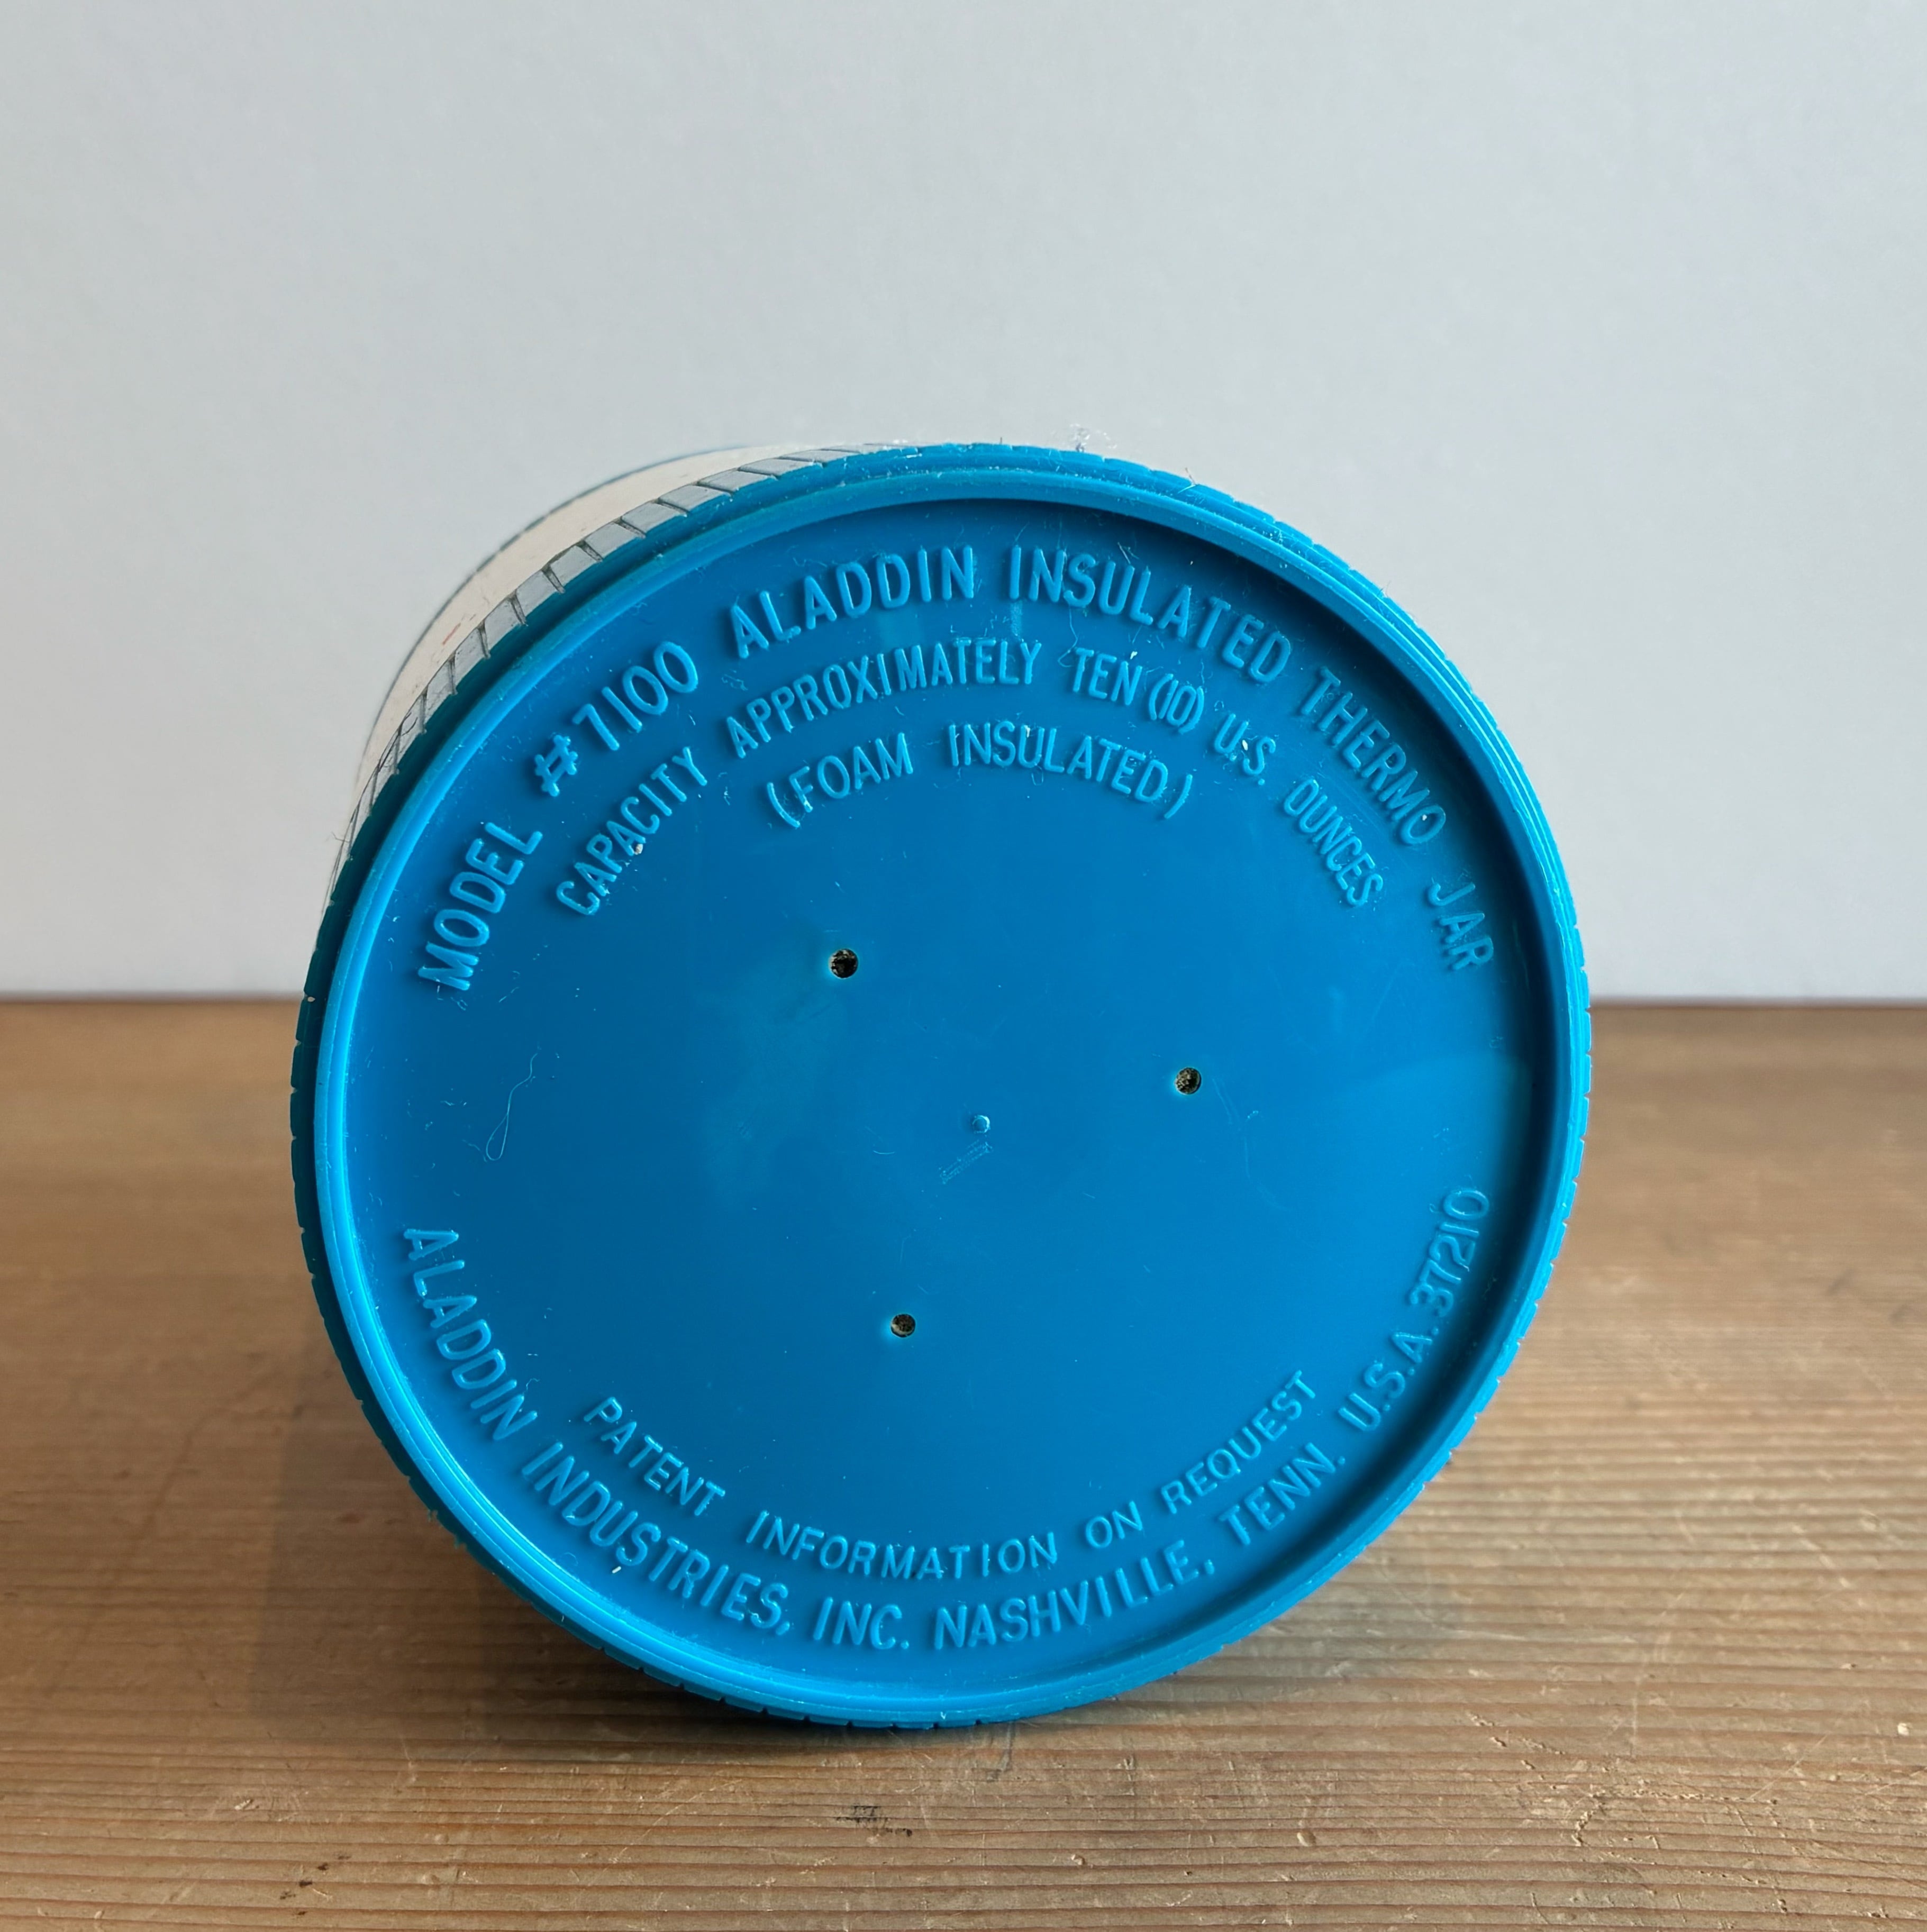 MODEL #7100 ALADDIN INSULATED THERMO JAR
CAPACITY APPROXIMATELY TEN (10) U.S. OUNCES
(FOAM INSULATED)
PATENT INFORMATION ON REQUEST
ALADDIN INDUSTRIES, INC. NASHVILLE, TENN. U.S.A. 37210